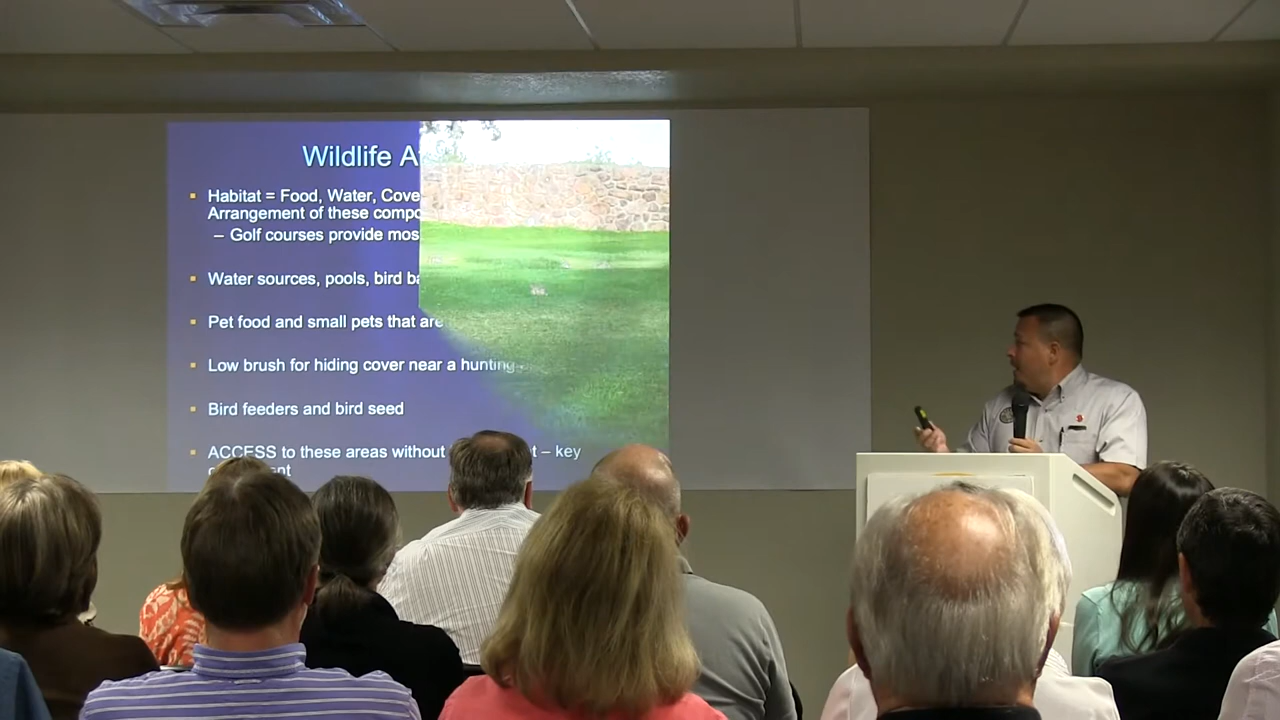 Wildlife A
Habitat = Food, Water, Cove
Arrangement of these compo
– Golf courses provide mos
Water sources, pools, bird ba
Pet food and small pets that are
Low brush for hiding cover near a hunting
Bird feeders and bird seed
ACCESS to these areas without – key